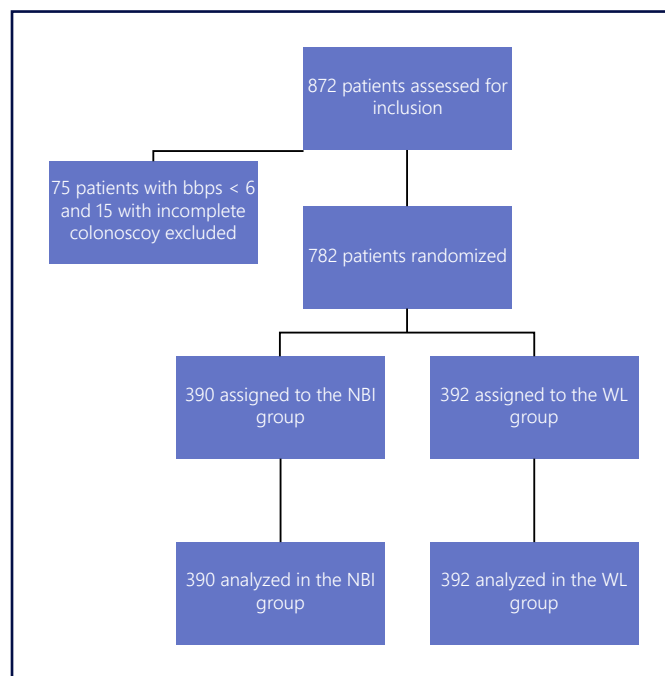 872 patients assessed for
inclusion
75 patients with bbps < 6
and 15 with incomplete
colonoscoy excluded
782 patients randomized
390 assigned to the NBI
group
392 assigned to the WL
group
390 analyzed in the NBI
group
392 analyzed in the WL
group